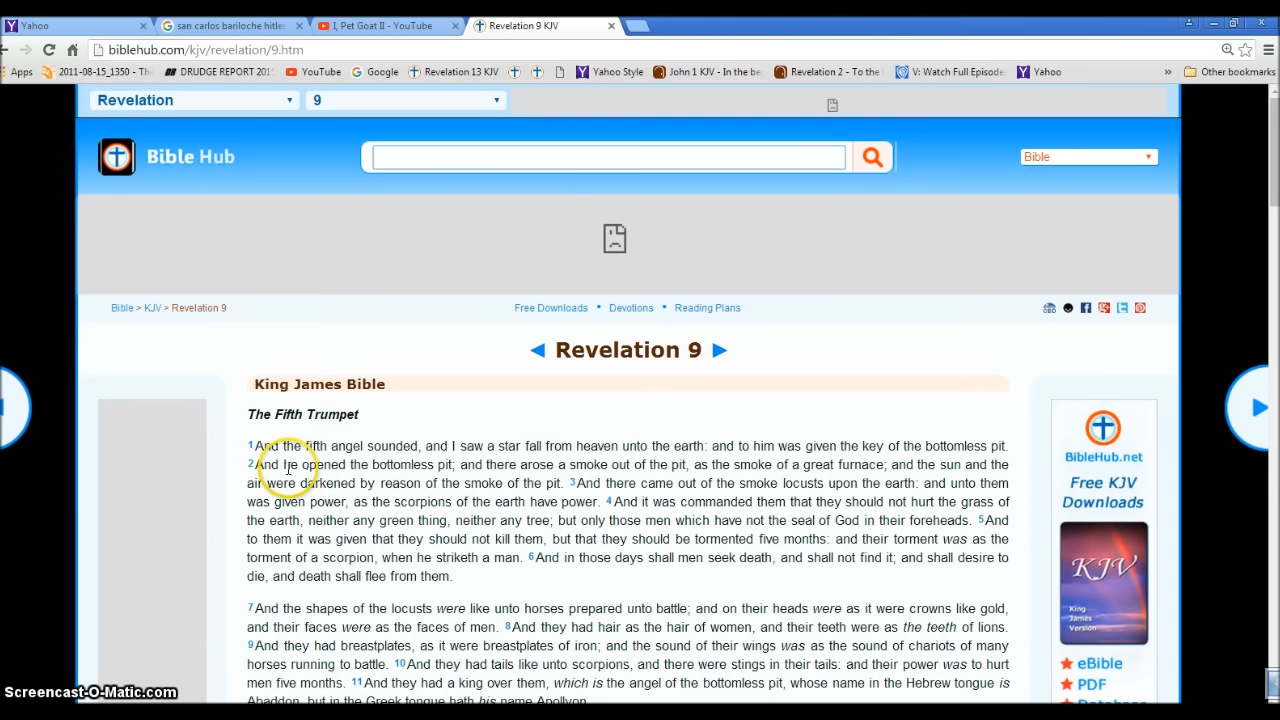 Yahoo
san carlos bariloche hitler
I, Pet Goat II - YouTube
Revelation 9 KJV
biblehub.com/kjv/revelation/9.htm
Apps
2011-08-15_1350 - Th
DRUDGE REPORT 201
YouTube
Google
Revelation 13 KJV
Yahoo Style
John 1 KJV - In the be
Revelation 2 - To the
V: Watch Full Episode
Yahoo
»
Other bookmarks
Revelation
9
Bible Hub
Bible
Bible > KJV > Revelation 9
Free Downloads • Devotions • Reading Plans
Revelation 9
King James Bible
The Fifth Trumpet
1And the fifth angel sounded, and I saw a star fall from heaven unto the earth: and to him was given the key of the bottomless pit.
2And he opened the bottomless pit; and there arose a smoke out of the pit, as the smoke of a great furnace; and the sun and the
air were darkened by reason of the smoke of the pit. 3And there came out of the smoke locusts upon the earth: and unto them
was given power, as the scorpions of the earth have power. 4And it was commanded them that they should not hurt the grass of
the earth, neither any green thing, neither any tree; but only those men which have not the seal of God in their foreheads. 5And
to them it was given that they should not kill them, but that they should be tormented five months: and their torment was as the
torment of a scorpion, when he striketh a man. 6And in those days shall men seek death, and shall not find it; and shall desire to
die, and death shall flee from them.
7And the shapes of the locusts were like unto horses prepared unto battle; and on their heads were as it were crowns like gold,
and their faces were as the faces of men. 8And they had hair as the hair of women, and their teeth were as the teeth of lions.
9And they had breastplates, as it were breastplates of iron; and the sound of their wings was as the sound of chariots of many
horses running to battle. 10And they had tails like unto scorpions, and there were stings in their tails: and their power was to hurt
men five months. 11And they had a king over them, which is the angel of the bottomless pit, whose name in the Hebrew tongue is
Abaddon, but in the Greek tongue hath his name Apollyon.
BibleHub.net
Free KJV
Downloads
KJV
King
James
Version
eBible
PDF
Database
Screencast-O-Matic.com